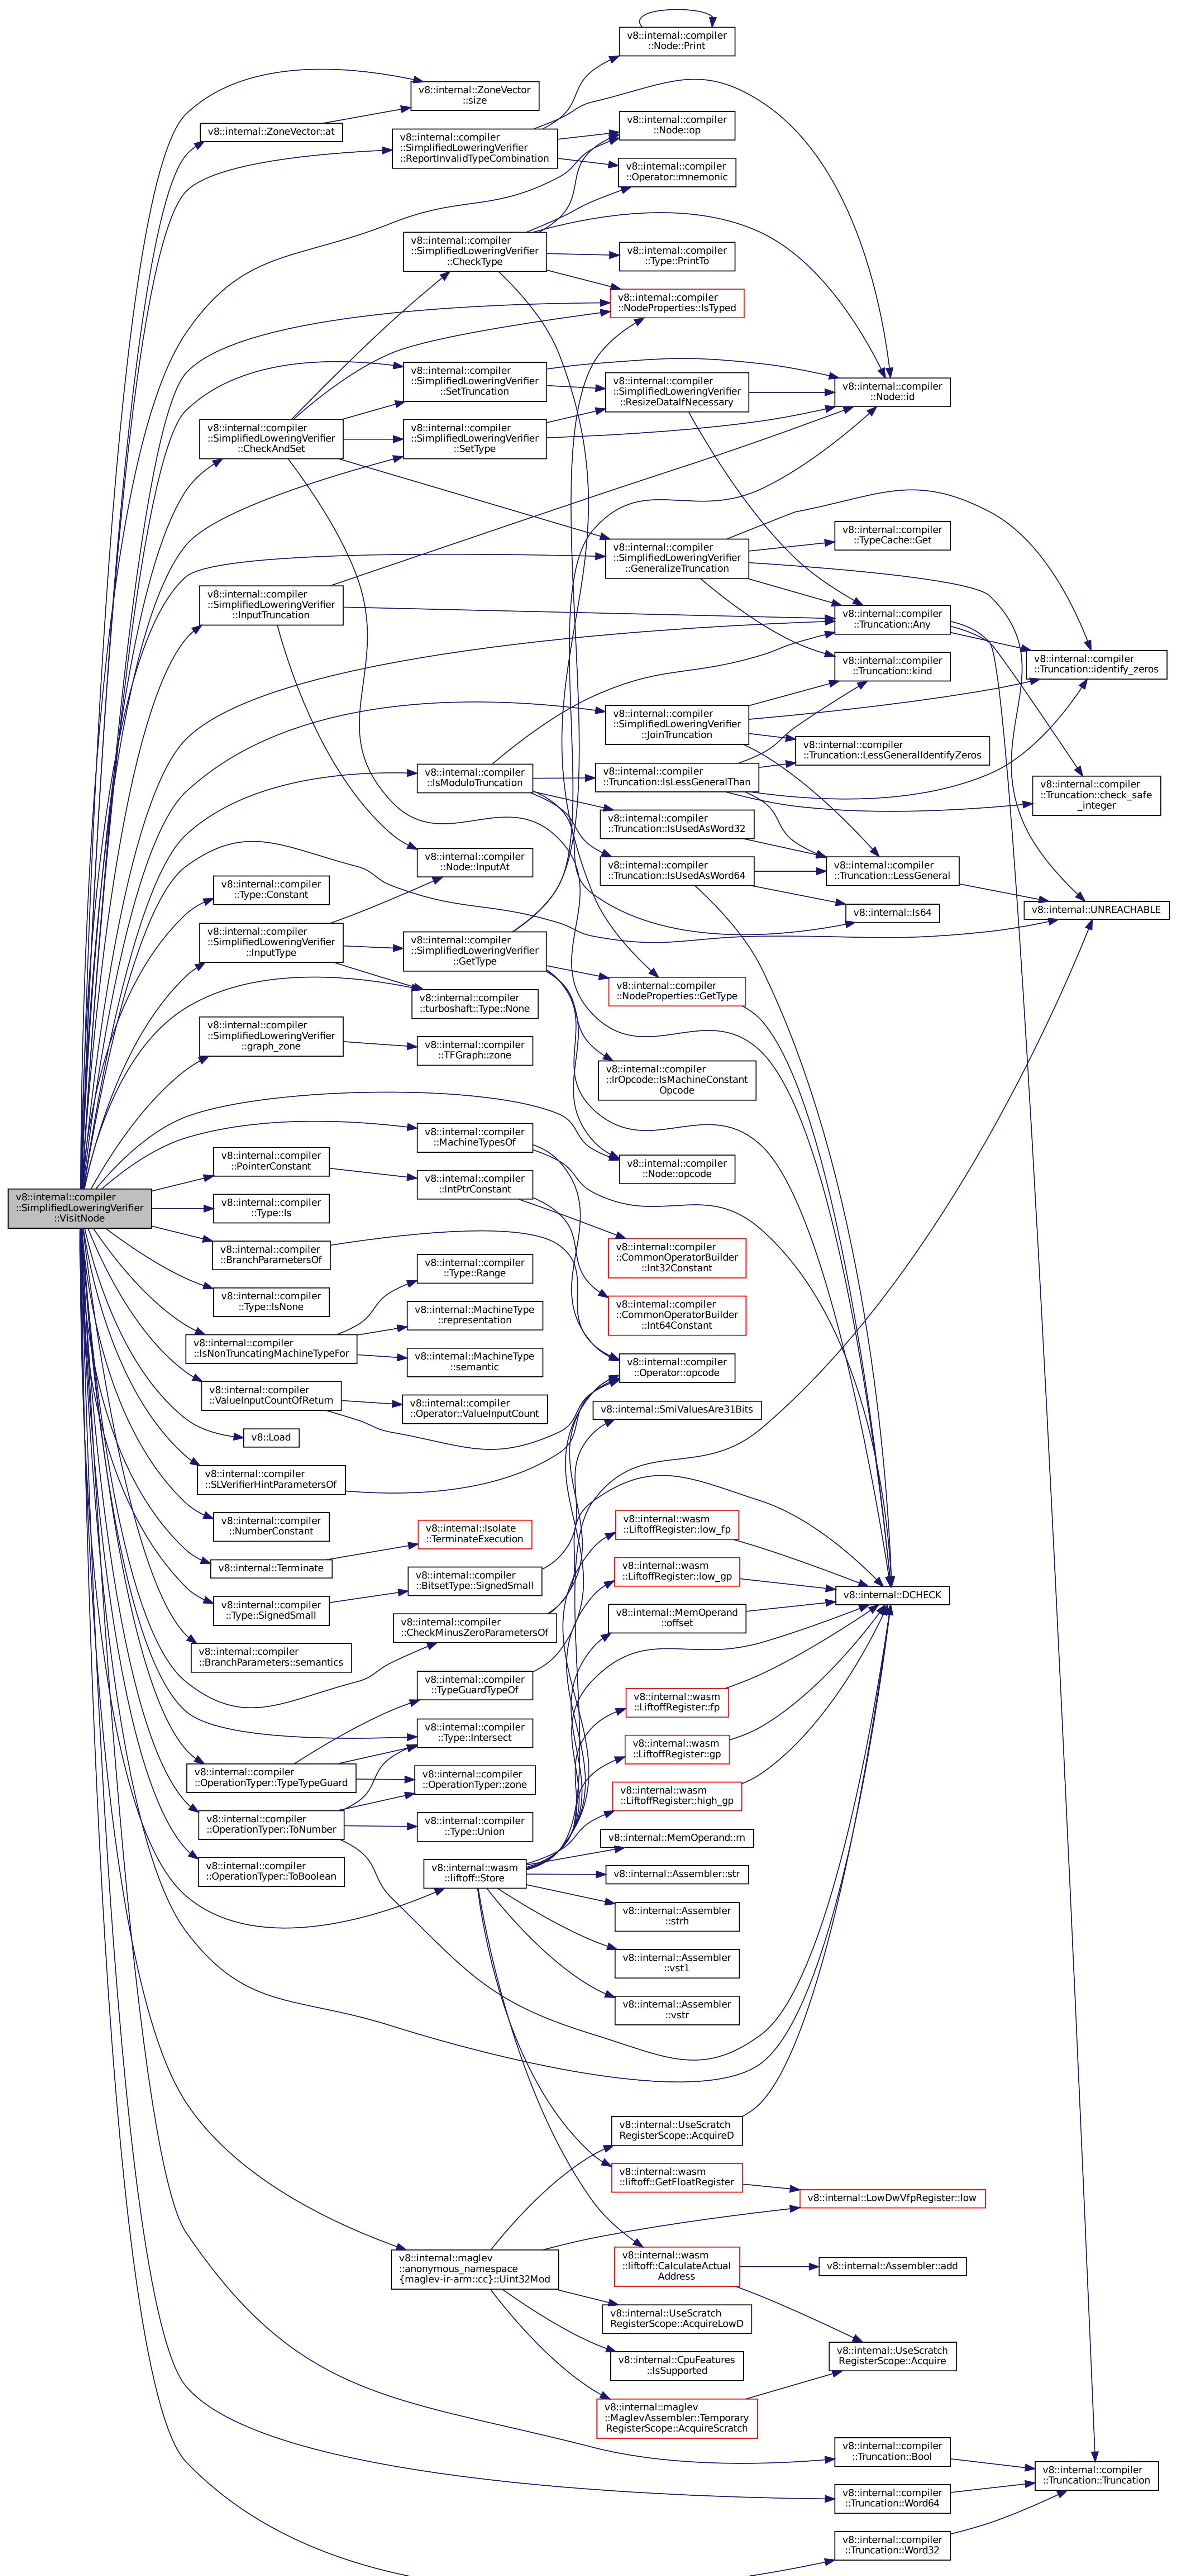 v8::internal::compiler
::Node::Print
v8::internal::ZoneVector
::size
v8::internal::ZoneVector::at
v8::internal::compiler
::Node::op
v8::internal::compiler
::SimplifiedLoweringVerifier
::ReportInvalidTypeCombination
v8::internal::compiler
::Operator::mnemonic
v8::internal::compiler
::SimplifiedLoweringVerifier
::CheckType
v8::internal::compiler
::Type::PrintTo
v8::internal::compiler
::NodeProperties::IsTyped
v8::internal::compiler
::SimplifiedLoweringVerifier
::SetTruncation
v8::internal::compiler
::SimplifiedLoweringVerifier
::ResizeDataIfNecessary
v8::internal::compiler
::Node::id
v8::internal::compiler
::SimplifiedLoweringVerifier
::CheckAndSet
v8::internal::compiler
::SimplifiedLoweringVerifier
::SetType
v8::internal::compiler
::TypeCache::Get
v8::internal::compiler
::SimplifiedLoweringVerifier
::GeneralizeTruncation
v8::internal::compiler
::SimplifiedLoweringVerifier
::InputTruncation
v8::internal::compiler
::Truncation::Any
v8::internal::compiler
::Truncation::kind
v8::internal::compiler
::Truncation::identify_zeros
v8::internal::compiler
::SimplifiedLoweringVerifier
::JoinTruncation
v8::internal::compiler
::Truncation::LessGeneralIdentifyZeros
v8::internal::compiler
::IsModuloTruncation
v8::internal::compiler
::Truncation::IsLessGeneralThan
v8::internal::compiler
::Truncation::check_safe
_integer
v8::internal::compiler
::Truncation::IsUsedAsWord32
v8::internal::compiler
::Node::InputAt
v8::internal::compiler
::Truncation::IsUsedAsWord64
v8::internal::compiler
::Truncation::LessGeneral
v8::internal::compiler
::Type::Constant
v8::internal::Is64
v8::internal::UNREACHABLE
v8::internal::compiler
::SimplifiedLoweringVerifier
::InputType
v8::internal::compiler
::SimplifiedLoweringVerifier
::GetType
v8::internal::compiler
::NodeProperties::GetType
v8::internal::compiler
::turboshaft::Type::None
v8::internal::compiler
::SimplifiedLoweringVerifier
::graph_zone
v8::internal::compiler
::TFGraph::zone
v8::internal::compiler
::IrOpcode::IsMachineConstant
Opcode
v8::internal::compiler
::MachineTypesOf
v8::internal::compiler
::PointerConstant
v8::internal::compiler
::IntPtrConstant
v8::internal::compiler
::Node::opcode
v8::internal::compiler
::SimplifiedLoweringVerifier
::VisitNode
v8::internal::compiler
::Type::Is
v8::internal::compiler
::BranchParametersOf
v8::internal::compiler
::CommonOperatorBuilder
::Int32Constant
v8::internal::compiler
::Type::Range
v8::internal::compiler
::Type::IsNone
v8::internal::MachineType
::representation
v8::internal::compiler
::CommonOperatorBuilder
::Int64Constant
v8::internal::compiler
::IsNonTruncatingMachineTypeFor
v8::internal::MachineType
::semantic
v8::internal::compiler
::Operator::opcode
v8::internal::compiler
::ValueInputCountOfReturn
v8::internal::compiler
::Operator::ValueInputCount
v8::internal::SmiValuesAre31Bits
v8::Load
v8::internal::compiler
::SLVerifierHintParametersOf
v8::internal::compiler
::NumberConstant
v8::internal::Isolate
::TerminateExecution
v8::internal::wasm
::LiftoffRegister::low_fp
v8::internal::Terminate
v8::internal::compiler
::BitsetType::SignedSmall
v8::internal::wasm
::LiftoffRegister::low_gp
v8::internal::DCHECK
v8::internal::compiler
::Type::SignedSmall
v8::internal::compiler
::CheckMinusZeroParametersOf
v8::internal::MemOperand
::offset
v8::internal::compiler
::BranchParameters::semantics
v8::internal::compiler
::TypeGuardTypeOf
v8::internal::wasm
::LiftoffRegister::fp
v8::internal::compiler
::Type::Intersect
v8::internal::wasm
::LiftoffRegister::gp
v8::internal::compiler
::OperationTyper::TypeTypeGuard
v8::internal::compiler
::OperationTyper::zone
v8::internal::wasm
::LiftoffRegister::high_gp
v8::internal::compiler
::OperationTyper::ToNumber
v8::internal::compiler
::Type::Union
v8::internal::MemOperand::rn
v8::internal::compiler
::OperationTyper::ToBoolean
v8::internal::wasm
::liftoff::Store
v8::internal::Assembler::str
v8::internal::Assembler
::strh
v8::internal::Assembler
::vst1
v8::internal::Assembler
::vstr
v8::internal::UseScratch
RegisterScope::AcquireD
v8::internal::wasm
::liftoff::GetFloatRegister
v8::internal::LowDwVfpRegister::low
v8::internal::maglev
::anonymous_namespace
{maglev-ir-arm::cc}::Uint32Mod
v8::internal::wasm
::liftoff::CalculateActual
Address
v8::internal::Assembler::add
v8::internal::UseScratch
RegisterScope::AcquireLowD
v8::internal::UseScratch
RegisterScope::Acquire
v8::internal::CpuFeatures
::IsSupported
v8::internal::maglev
::MaglevAssembler::Temporary
RegisterScope::AcquireScratch
v8::internal::compiler
::Truncation::Bool
v8::internal::compiler
::Truncation::Truncation
v8::internal::compiler
::Truncation::Word64
v8::internal::compiler
::Truncation::Word32